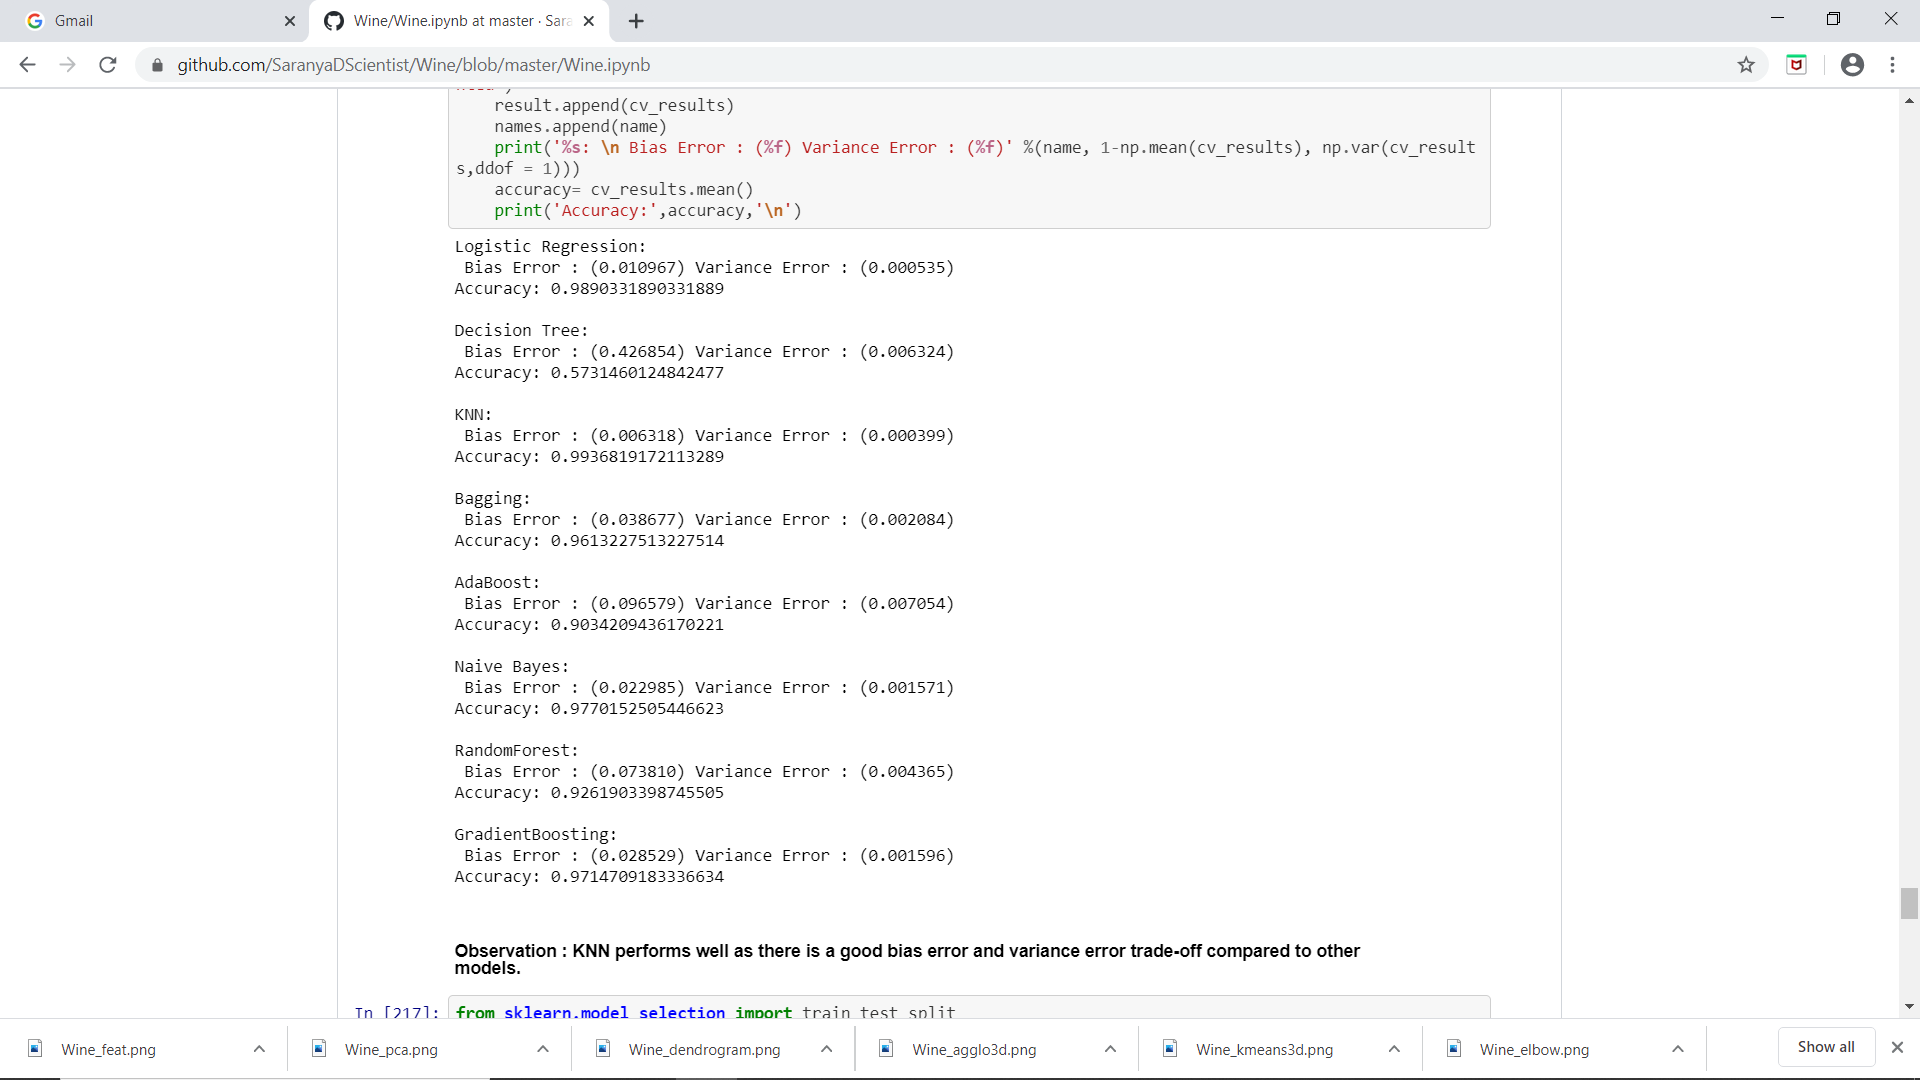 Gmail
Wine/Wine.ipynb at master · Sara
github.com/SaranyaDScientist/Wine/blob/master/Wine.ipynb
result.append(cv_results)
names.append(name)
print('%s: \n Bias Error : (%f) Variance Error : (%f)' %(name, 1-np.mean(cv_results), np.var(cv_result
s,ddof = 1)))
accuracy= cv_results.mean()
print('Accuracy:',accuracy,'\n')
Logistic Regression:
Bias Error : (0.010967) Variance Error : (0.000535)
Accuracy: 0.9890331890331889
Decision Tree:
Bias Error : (0.426854) Variance Error : (0.006324)
Accuracy: 0.5731460124842477
KNN:
Bias Error : (0.006318) Variance Error : (0.000399)
Accuracy: 0.9936819172113289
Bagging:
Bias Error : (0.038677) Variance Error : (0.002084)
Accuracy: 0.9613227513227514
AdaBoost:
Bias Error : (0.096579) Variance Error : (0.007054)
Accuracy: 0.9034209436170221
Naive Bayes:
Bias Error : (0.022985) Variance Error : (0.001571)
Accuracy: 0.9770152505446623
RandomForest:
Bias Error : (0.073810) Variance Error : (0.004365)
Accuracy: 0.9261903398745505
GradientBoosting:
Bias Error : (0.028529) Variance Error : (0.001596)
Accuracy: 0.9714709183336634
Observation : KNN performs well as there is a good bias error and variance error trade-off compared to other
models.
In [217]: from sklearn.model_selection import train_test_split
Wine_feat.png
Wine_pca.png
Wine_dendrogram.png
Wine_agglo3d.png
Wine_kmeans3d.png
Wine_elbow.png
Show all